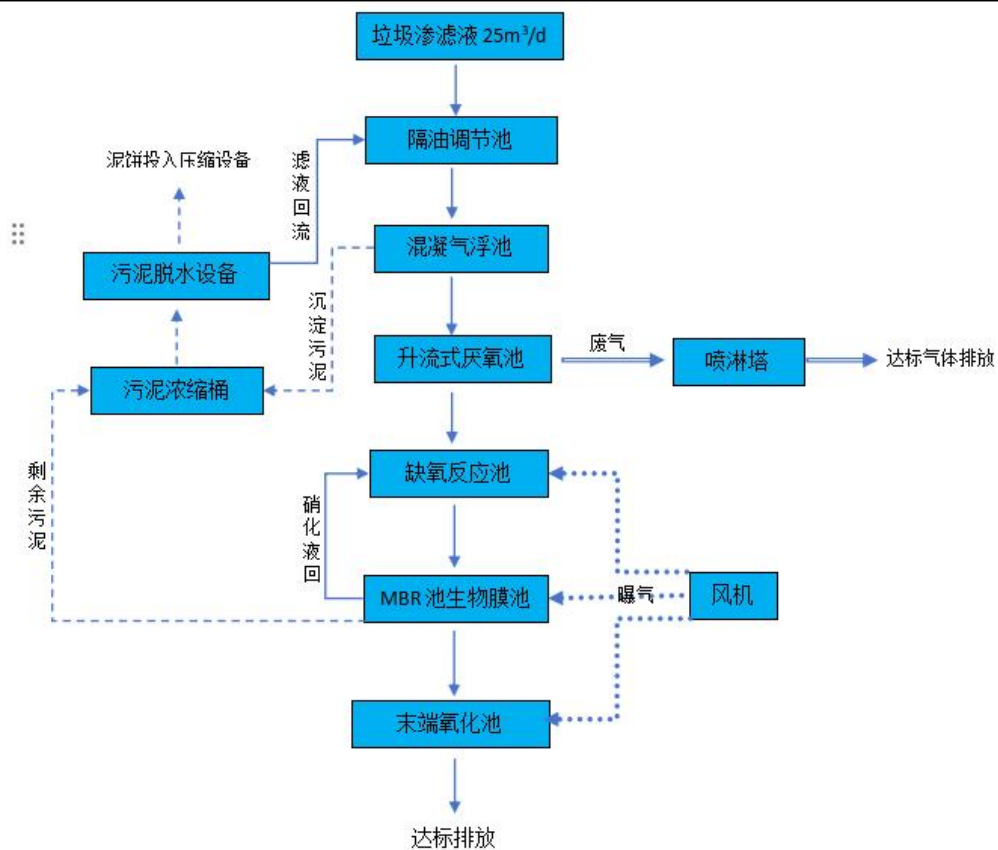 垃圾渗滤液 25m³/d
隔油调节池
泥饼投入压缩设备
滤液回流
混凝气浮池
污泥脱水设备
沉淀污泥
升流式厌氧池
废气
喷淋塔
达标气体排放
污泥浓缩桶
缺氧反应池
剩余污泥
硝化液回
MBR 池生物膜池
曝气
风机
末端氧化池
达标排放